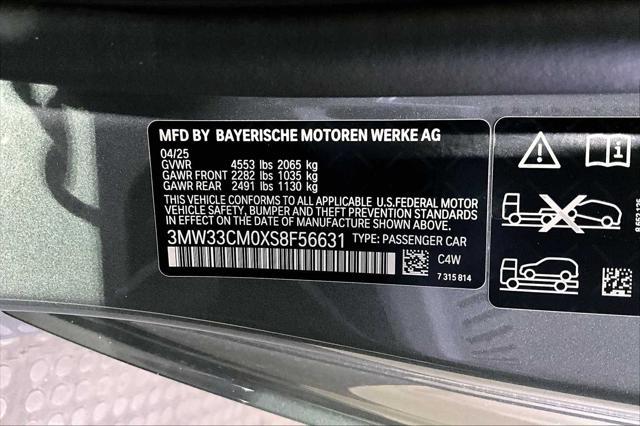 MFD BY BAYERISCHE MOTOREN WERKE AG
04/25
GVWR 4553 lbs 2065 kg
GAWR FRONT 2282 lbs 1035 kg
GAWR REAR 2491 lbs 1130 kg
THIS VEHICLE CONFORMS TO ALL APPLICABLE U.S.FEDERAL MOTOR
VEHICLE SAFETY, BUMPER, AND THEFT PREVENTION STANDARDS
IN EFFECT ON THE DATE OF MANUFACTURE SHOWN ABOVE.
3MW33CM0XS8F56631 TYPE: PASSENGER CAR
C4W
7 315 814